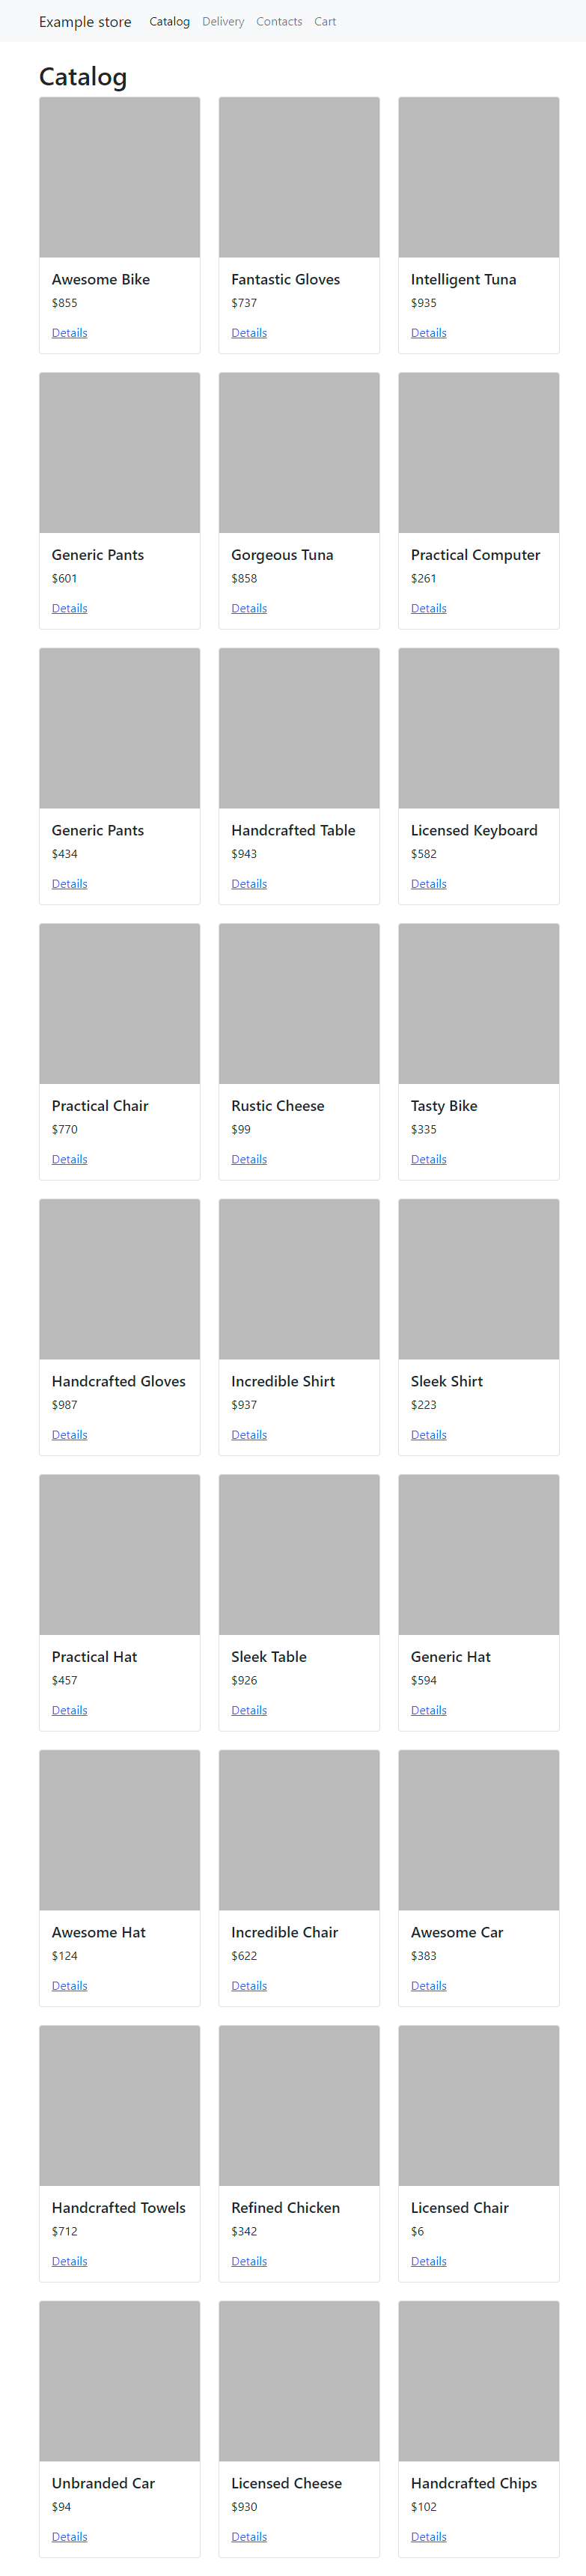 Example store Catalog Delivery Contacts Cart
Catalog
Awesome Bike
$855
Details
Fantastic Gloves
$737
Details
Intelligent Tuna
$935
Details
Generic Pants
$601
Details
Gorgeous Tuna
$858
Details
Practical Computer
$261
Details
Generic Pants
$434
Details
Handcrafted Table
$943
Details
Licensed Keyboard
$582
Details
Practical Chair
$770
Details
Rustic Cheese
$99
Details
Tasty Bike
$335
Details
Handcrafted Gloves
$987
Details
Incredible Shirt
$937
Details
Sleek Shirt
$223
Details
Practical Hat
$457
Details
Sleek Table
$926
Details
Generic Hat
$594
Details
Awesome Hat
$124
Details
Incredible Chair
$622
Details
Awesome Car
$383
Details
Handcrafted Towels
$712
Details
Refined Chicken
$342
Details
Licensed Chair
$6
Details
Unbranded Car
$94
Details
Licensed Cheese
$930
Details
Handcrafted Chips
$102
Details